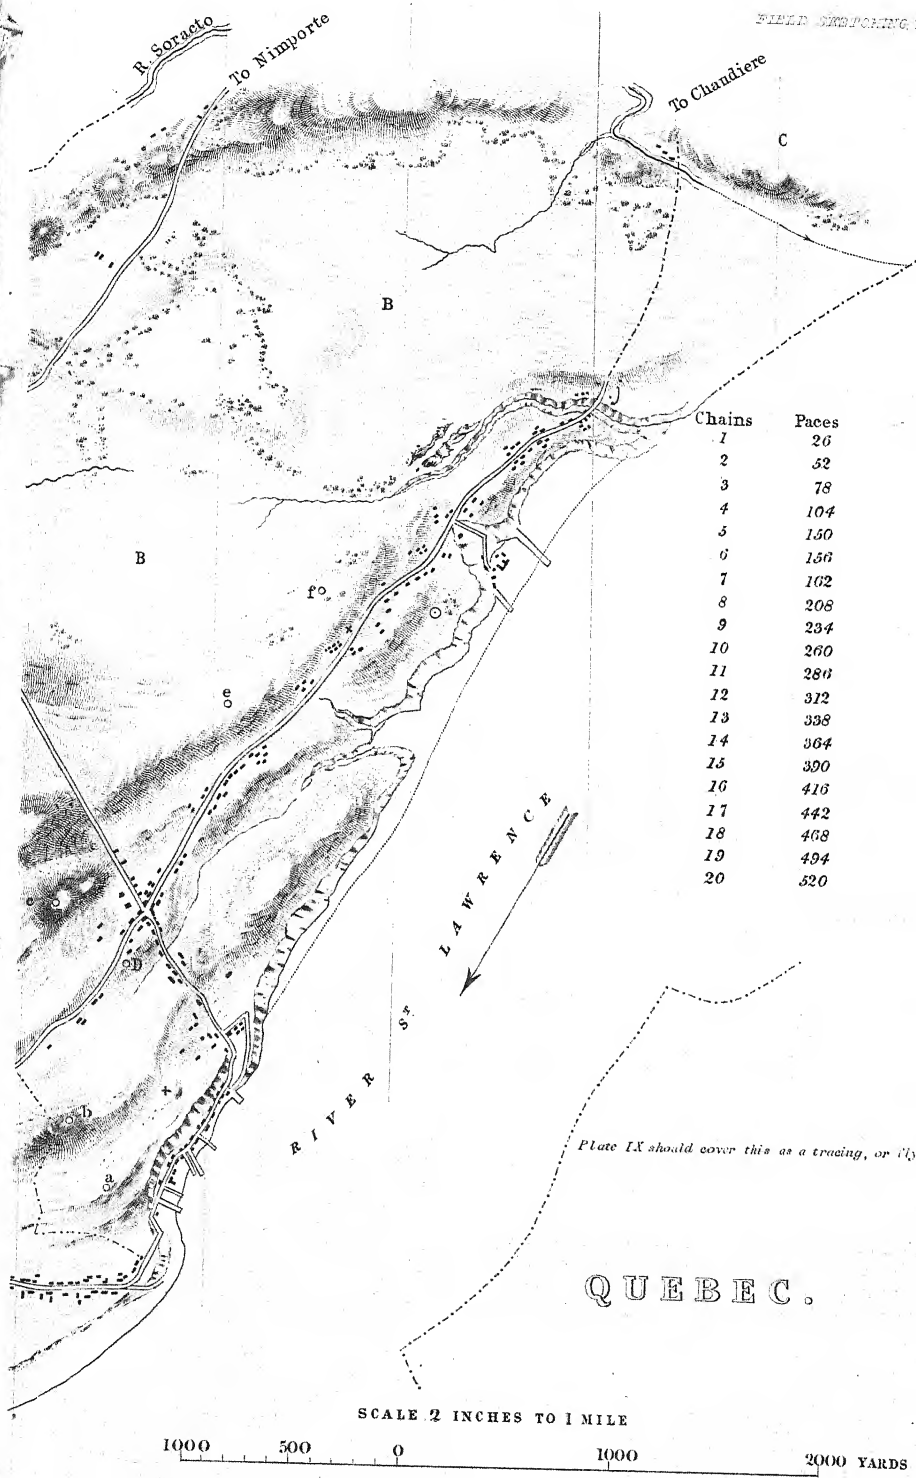 FIELD SKETCHING
R. Soracto
To Nimporte
To Chandiere
C
B
Chains Paces
1 26
2 52
3 78
4 104
5 150
6 156
7 162
8 208
9 234
10 260
11 286
12 312
13 338
14 364
15 390
16 416
17 442
18 468
19 494
20 520
B
f
e
c
D
b
a
RIVER ST. LAWRENCE
Plate IX should cover this as a tracing, or fly
QUEBEC.
SCALE 2 INCHES TO 1 MILE
1000 500 0 1000 2000 YARDS